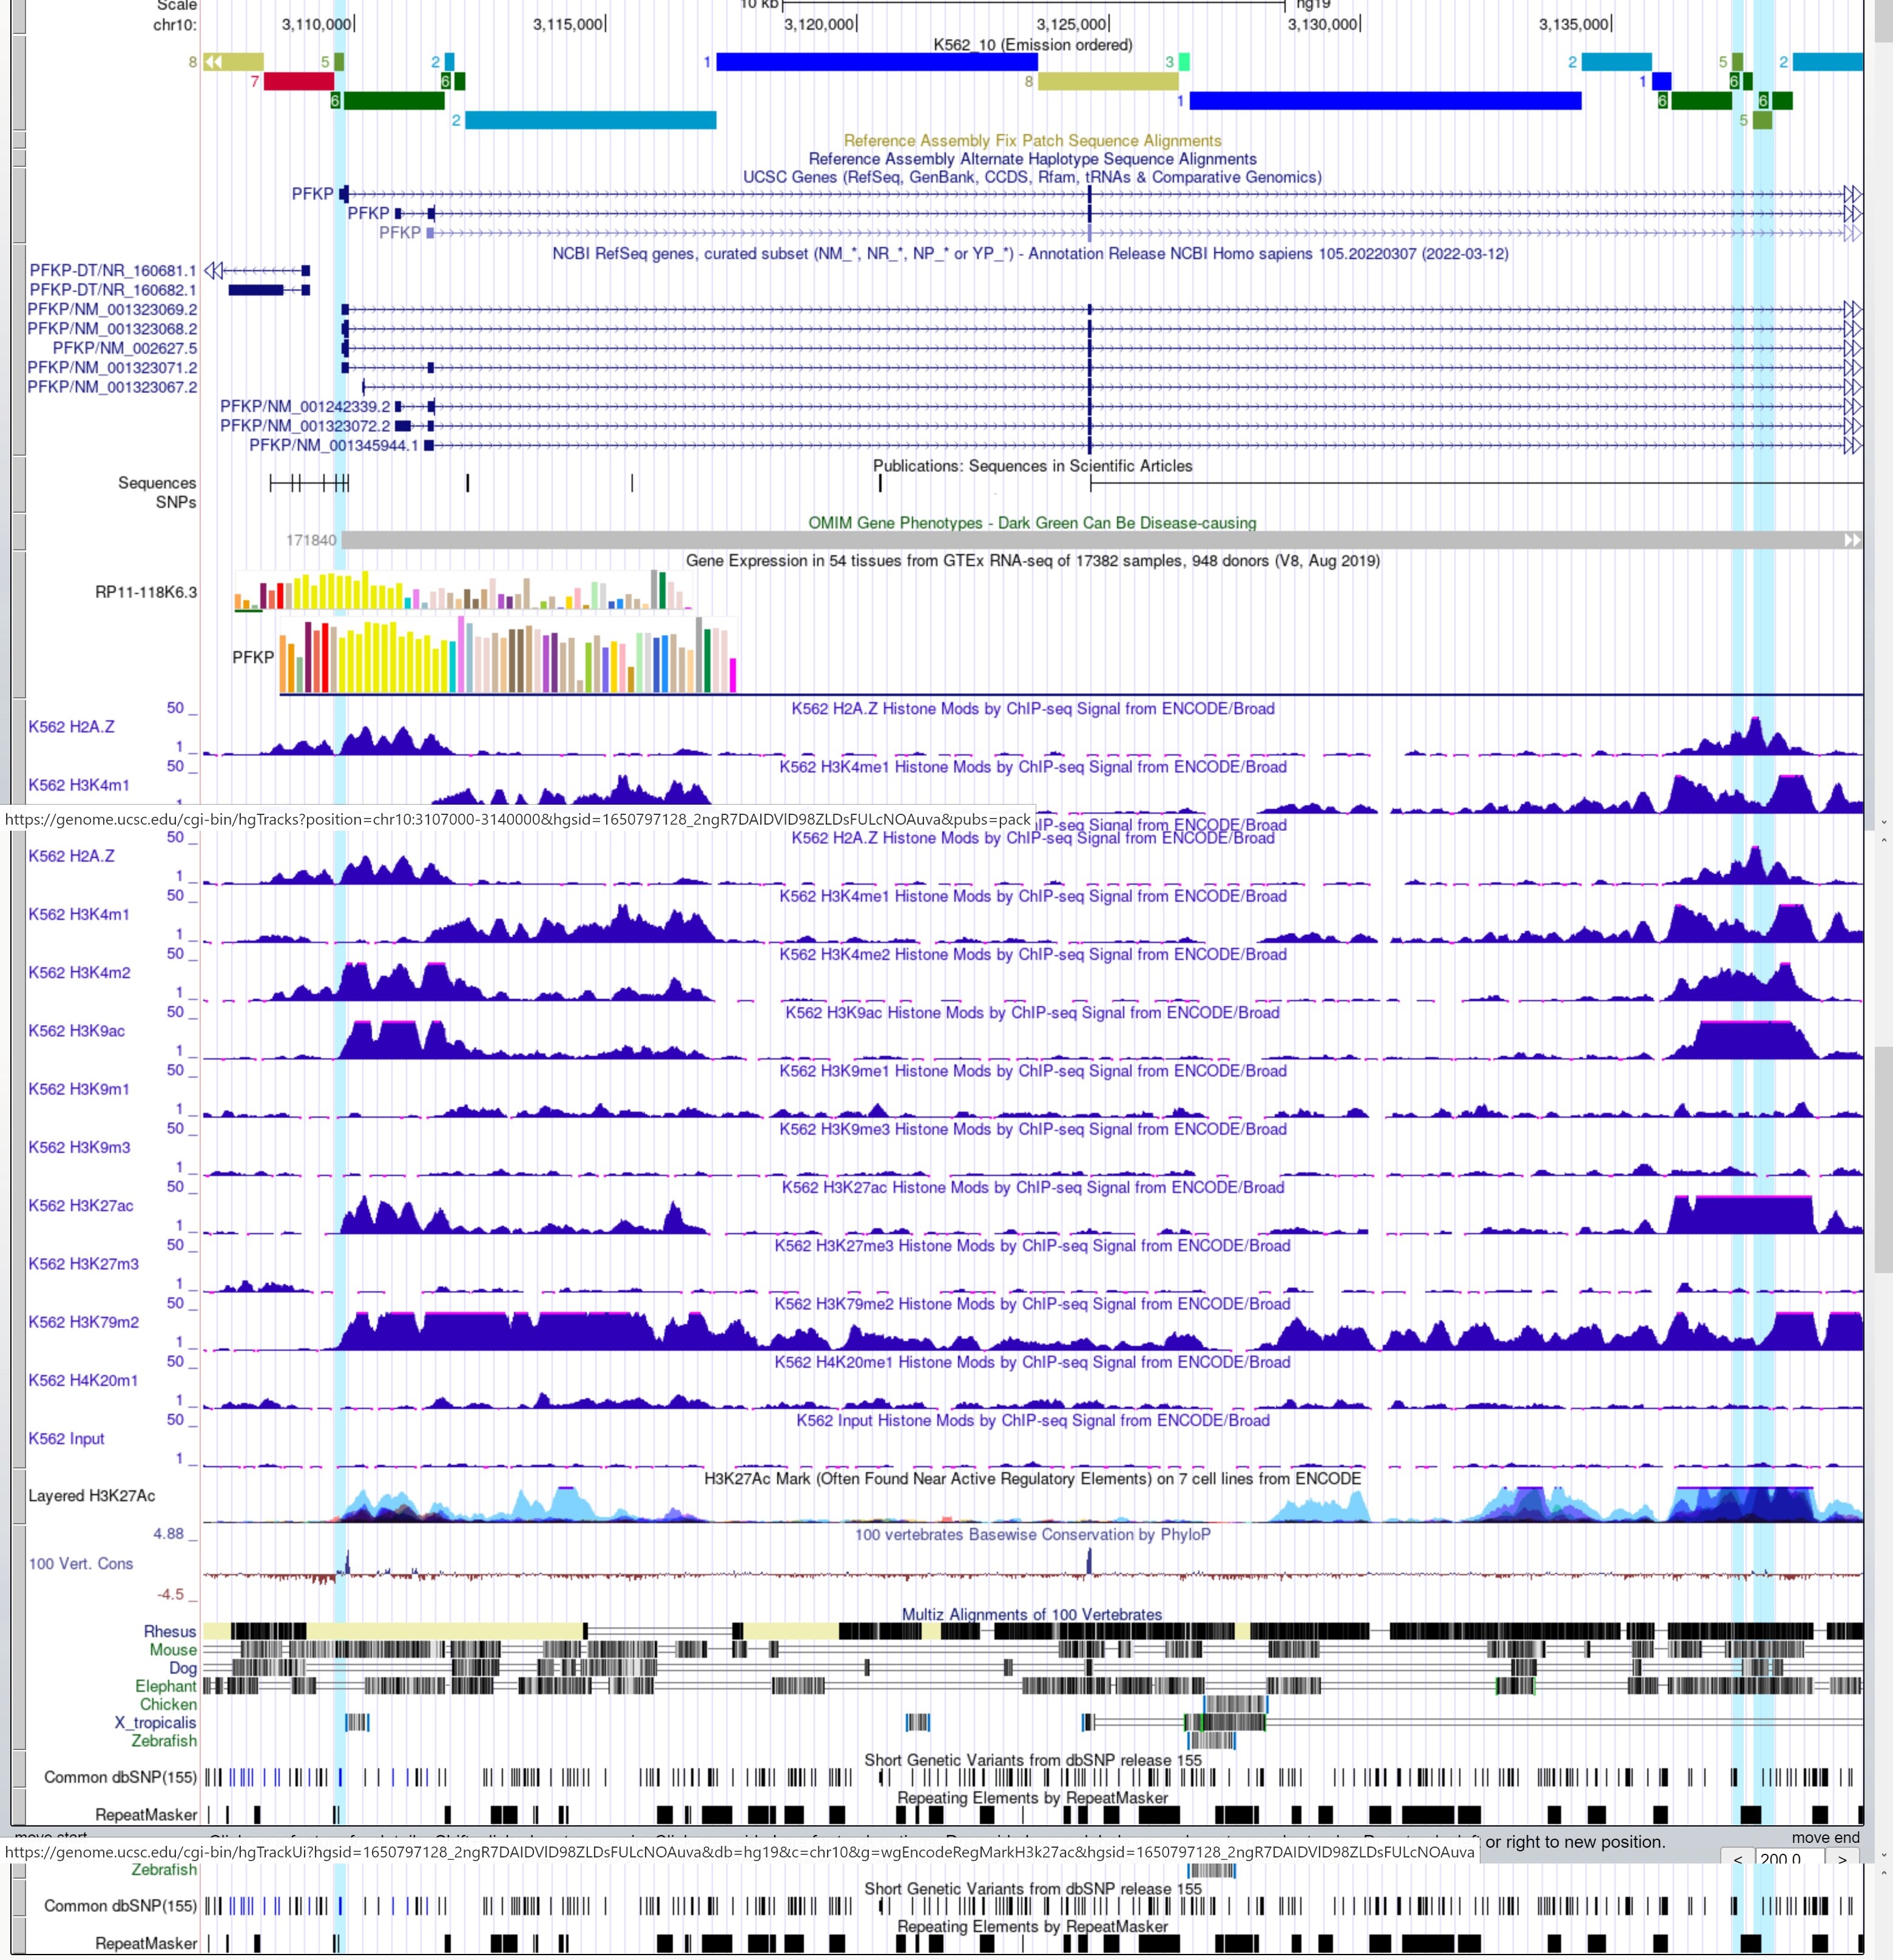 Scale 10 kb hg19
chr10: 3,110,000 3,115,000 3,120,000 3,125,000 3,130,000 3,135,000
K562_10 (Emission ordered)
8 5 2 1 3 2 5 2
7 6 8 1 6
6 1 6 6
2 5
Reference Assembly Fix Patch Sequence Alignments
Reference Assembly Alternate Haplotype Sequence Alignments
UCSC Genes (RefSeq, GenBank, CCDS, Rfam, tRNAs & Comparative Genomics)
PFKP
PFKP
PFKP
NCBI RefSeq genes, curated subset (NM_*, NR_*, NP_* or YP_*) - Annotation Release NCBI Homo sapiens 105.20220307 (2022-03-12)
PFKP-DT/NR_160681.1
PFKP-DT/NR_160682.1
PFKP/NM_001323069.2
PFKP/NM_001323068.2
PFKP/NM_002627.5
PFKP/NM_001323071.2
PFKP/NM_001323067.2
PFKP/NM_001242339.2
PFKP/NM_001323072.2
PFKP/NM_001345944.1
Publications: Sequences in Scientific Articles
Sequences
SNPs
OMIM Gene Phenotypes - Dark Green Can Be Disease-causing
171840
Gene Expression in 54 tissues from GTEx RNA-seq of 17382 samples, 948 donors (V8, Aug 2019)
RP11-118K6.3
PFKP
50 _ K562 H2A.Z Histone Mods by ChIP-seq Signal from ENCODE/Broad
K562 H2A.Z
1 _
50 _ K562 H3K4me1 Histone Mods by ChIP-seq Signal from ENCODE/Broad
K562 H3K4m1
1
https://genome.ucsc.edu/cgi-bin/hgTracks?position=chr10:3107000-3140000&hgsid=1650797128_2ngR7DAIDVlD98ZLDsFULcNOAuva&pubs=pack IP-seq Signal from ENCODE/Broad
50 _ K562 H2A.Z Histone Mods by ChIP-seq Signal from ENCODE/Broad
K562 H2A.Z
1 _
50 _ K562 H3K4me1 Histone Mods by ChIP-seq Signal from ENCODE/Broad
K562 H3K4m1
1 _
50 _ K562 H3K4me2 Histone Mods by ChIP-seq Signal from ENCODE/Broad
K562 H3K4m2
1 _
50 _ K562 H3K9ac Histone Mods by ChIP-seq Signal from ENCODE/Broad
K562 H3K9ac
1 _
50 _ K562 H3K9me1 Histone Mods by ChIP-seq Signal from ENCODE/Broad
K562 H3K9m1
1 _
50 _ K562 H3K9me3 Histone Mods by ChIP-seq Signal from ENCODE/Broad
K562 H3K9m3
1 _
50 _ K562 H3K27ac Histone Mods by ChIP-seq Signal from ENCODE/Broad
K562 H3K27ac
1 _
50 _ K562 H3K27me3 Histone Mods by ChIP-seq Signal from ENCODE/Broad
K562 H3K27m3
1 _
50 _ K562 H3K79me2 Histone Mods by ChIP-seq Signal from ENCODE/Broad
K562 H3K79m2
1 _
50 _ K562 H4K20me1 Histone Mods by ChIP-seq Signal from ENCODE/Broad
K562 H4K20m1
1 _
50 _ K562 Input Histone Mods by ChIP-seq Signal from ENCODE/Broad
K562 Input
1 _
H3K27Ac Mark (Often Found Near Active Regulatory Elements) on 7 cell lines from ENCODE
Layered H3K27Ac
4.88 _ 100 vertebrates Basewise Conservation by PhyloP
100 Vert. Cons
-4.5 _
Multiz Alignments of 100 Vertebrates
Rhesus
Mouse
Dog
Elephant
Chicken
X_tropicalis
Zebrafish
Short Genetic Variants from dbSNP release 155
Common dbSNP(155)
Repeating Elements by RepeatMasker
RepeatMasker
or right to new position. move end
https://genome.ucsc.edu/cgi-bin/hgTrackUi?hgsid=1650797128_2ngR7DAIDVlD98ZLDsFULcNOAuva&db=hg19&c=chr10&g=wgEncodeRegMarkH3k27ac&hgsid=1650797128_2ngR7DAIDVlD98ZLDsFULcNOAuva < 200.0 >
Zebrafish
Short Genetic Variants from dbSNP release 155
Common dbSNP(155)
Repeating Elements by RepeatMasker
RepeatMasker